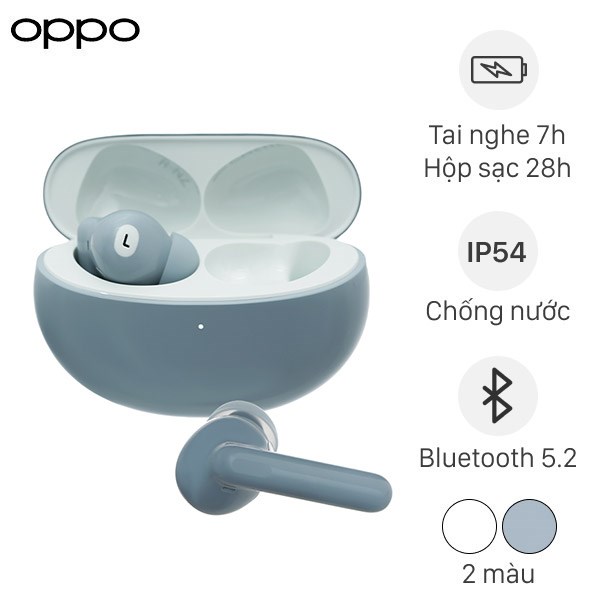 oppo
Tai nghe 7h
Hộp sạc 28h
L
IP54
Chống nước
Bluetooth 5.2
2 màu